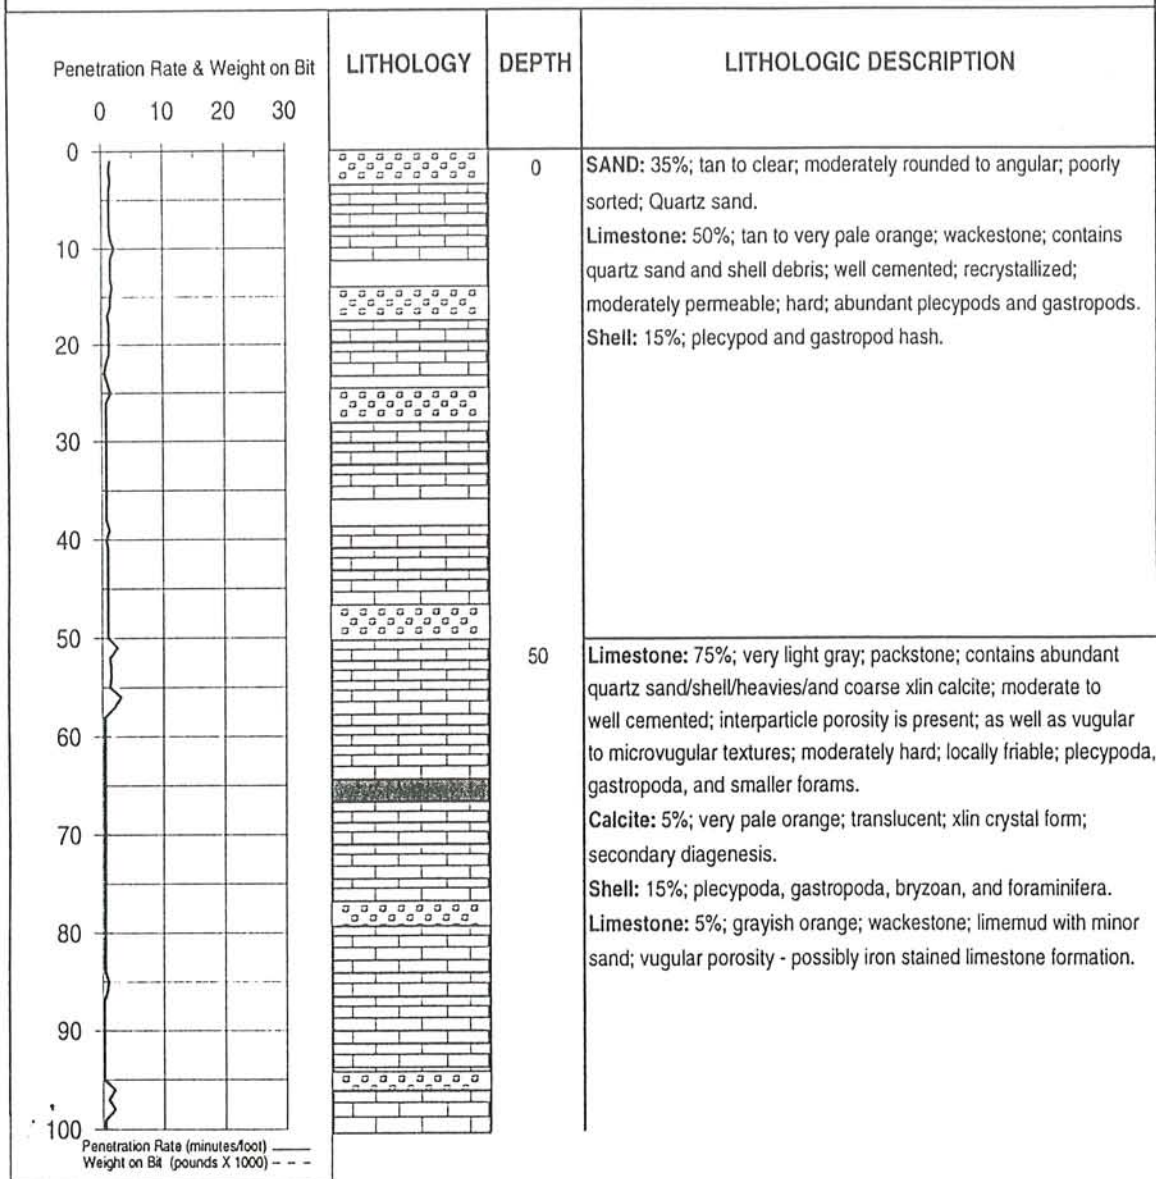 Penetration Rate & Weight on Bit
0 10 20 30
LITHOLOGY
DEPTH
LITHOLOGIC DESCRIPTION
0
10
20
30
40
50
60
70
80
90
100
Penetration Rate (minutes/foot)
Weight on Bit (pounds X 1000)
0
SAND: 35%; tan to clear; moderately rounded to angular; poorly
sorted; Quartz sand.
Limestone: 50%; tan to very pale orange; wackestone; contains
quartz sand and shell debris; well cemented; recrystallized;
moderately permeable; hard; abundant plecypods and gastropods.
Shell: 15%; plecypod and gastropod hash.
50
Limestone: 75%; very light gray; packstone; contains abundant
quartz sand/shell/heavies/and coarse xlin calcite; moderate to
well cemented; interparticle porosity is present; as well as vugular
to microvugular textures; moderately hard; locally friable; plecypoda,
gastropoda, and smaller forams.
Calcite: 5%; very pale orange; translucent; xlin crystal form;
secondary diagenesis.
Shell: 15%; plecypoda, gastropoda, bryzoan, and foraminifera.
Limestone: 5%; grayish orange; wackestone; limemud with minor
sand; vugular porosity - possibly iron stained limestone formation.